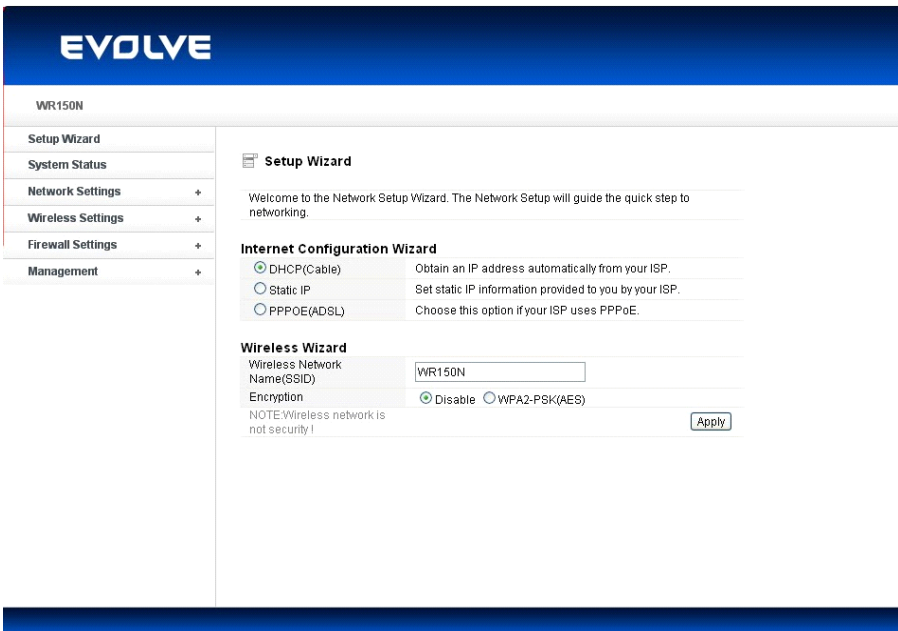 EVOLVE
WR150N
Setup Wizard
System Status
Network Settings +
Wireless Settings +
Firewall Settings +
Management +
Setup Wizard
Welcome to the Network Setup Wizard. The Network Setup will guide the quick step to
networking.
Internet Configuration Wizard
DHCP(Cable) Obtain an IP address automatically from your ISP.
Static IP Set static IP information provided to you by your ISP.
PPPOE(ADSL) Choose this option if your ISP uses PPPoE.
Wireless Wizard
Wireless Network
Name(SSID)
WR150N
Encryption Disable WPA2-PSK(AES)
NOTE:Wireless network is
not security !
Apply